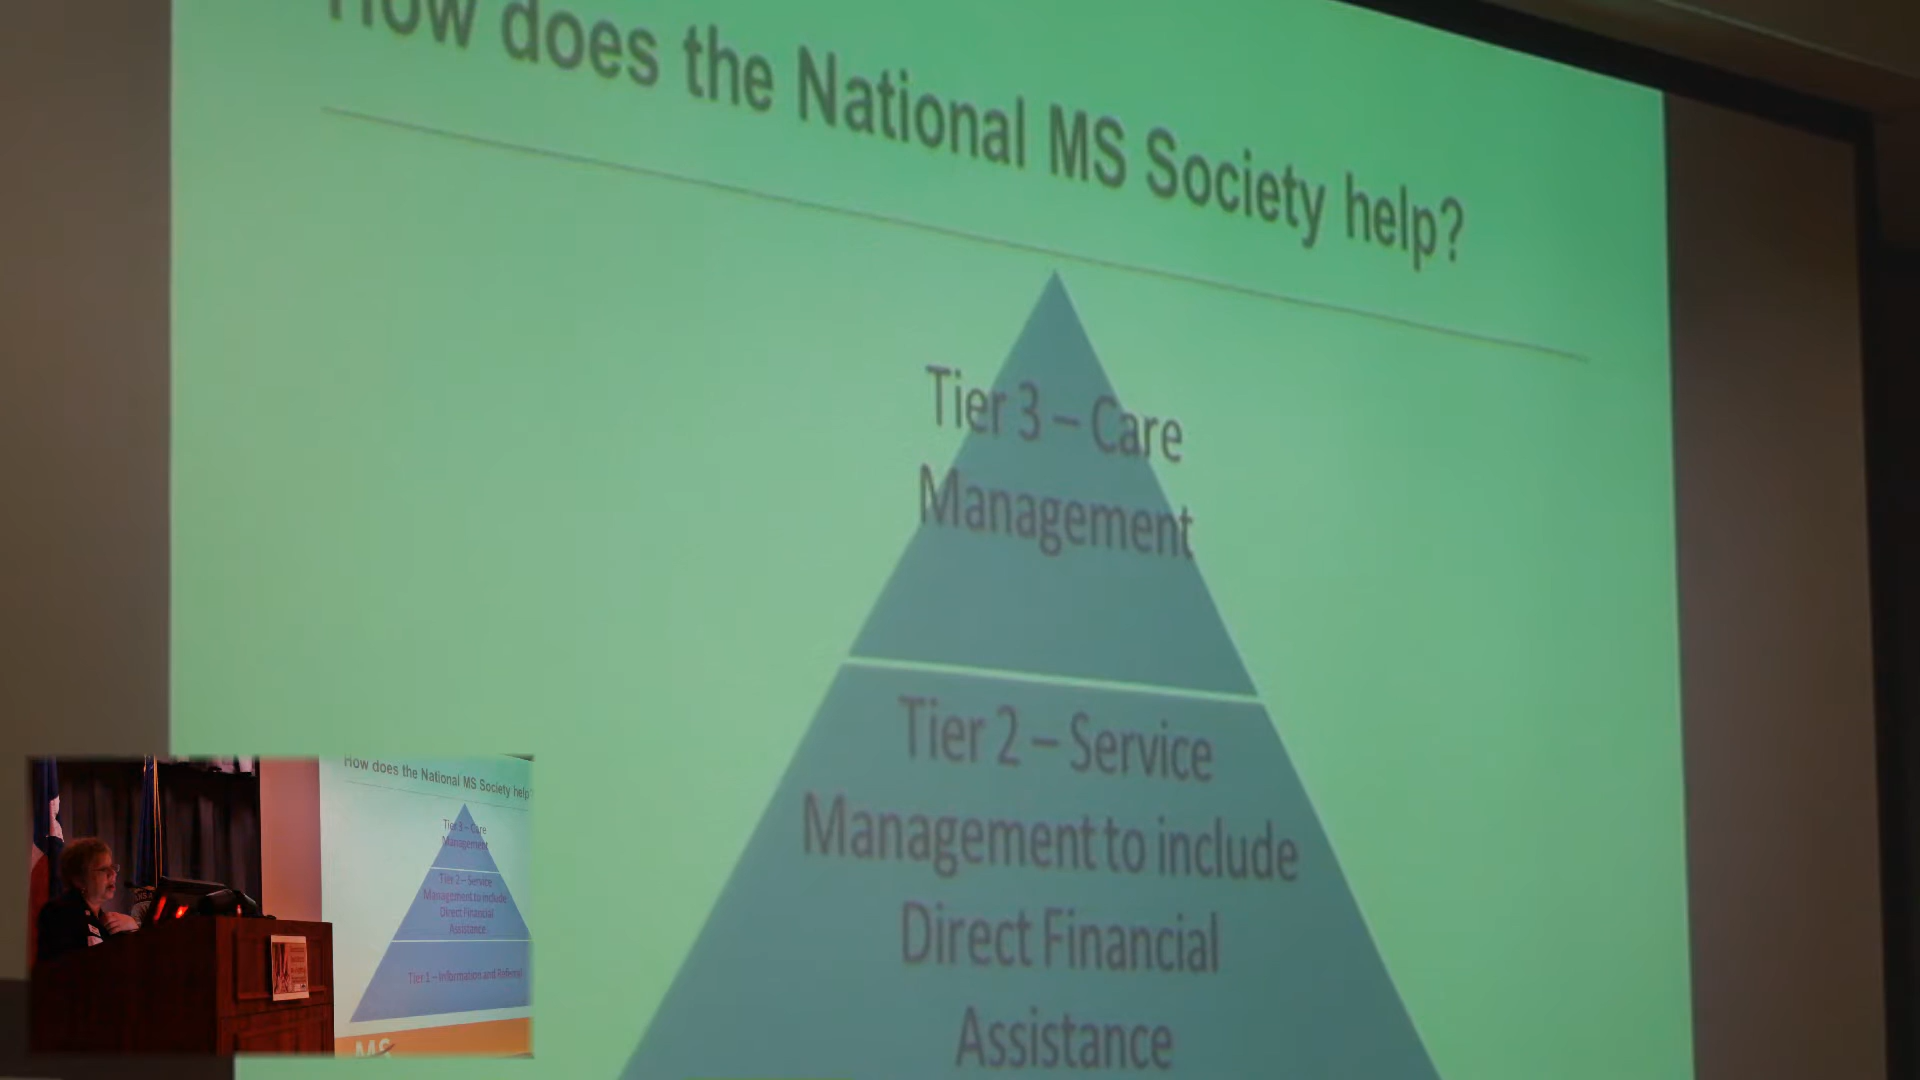 How does the National MS Society help?
Tier 3 – Care
Management
Tier 2 – Service
Management to include
Direct Financial
Assistance
How does the National MS Society help?
Tier 3 – Care
Management
Tier 2 – Service
Management to include
Direct Financial
Assistance
Tier 1 – Information and Referral
MS